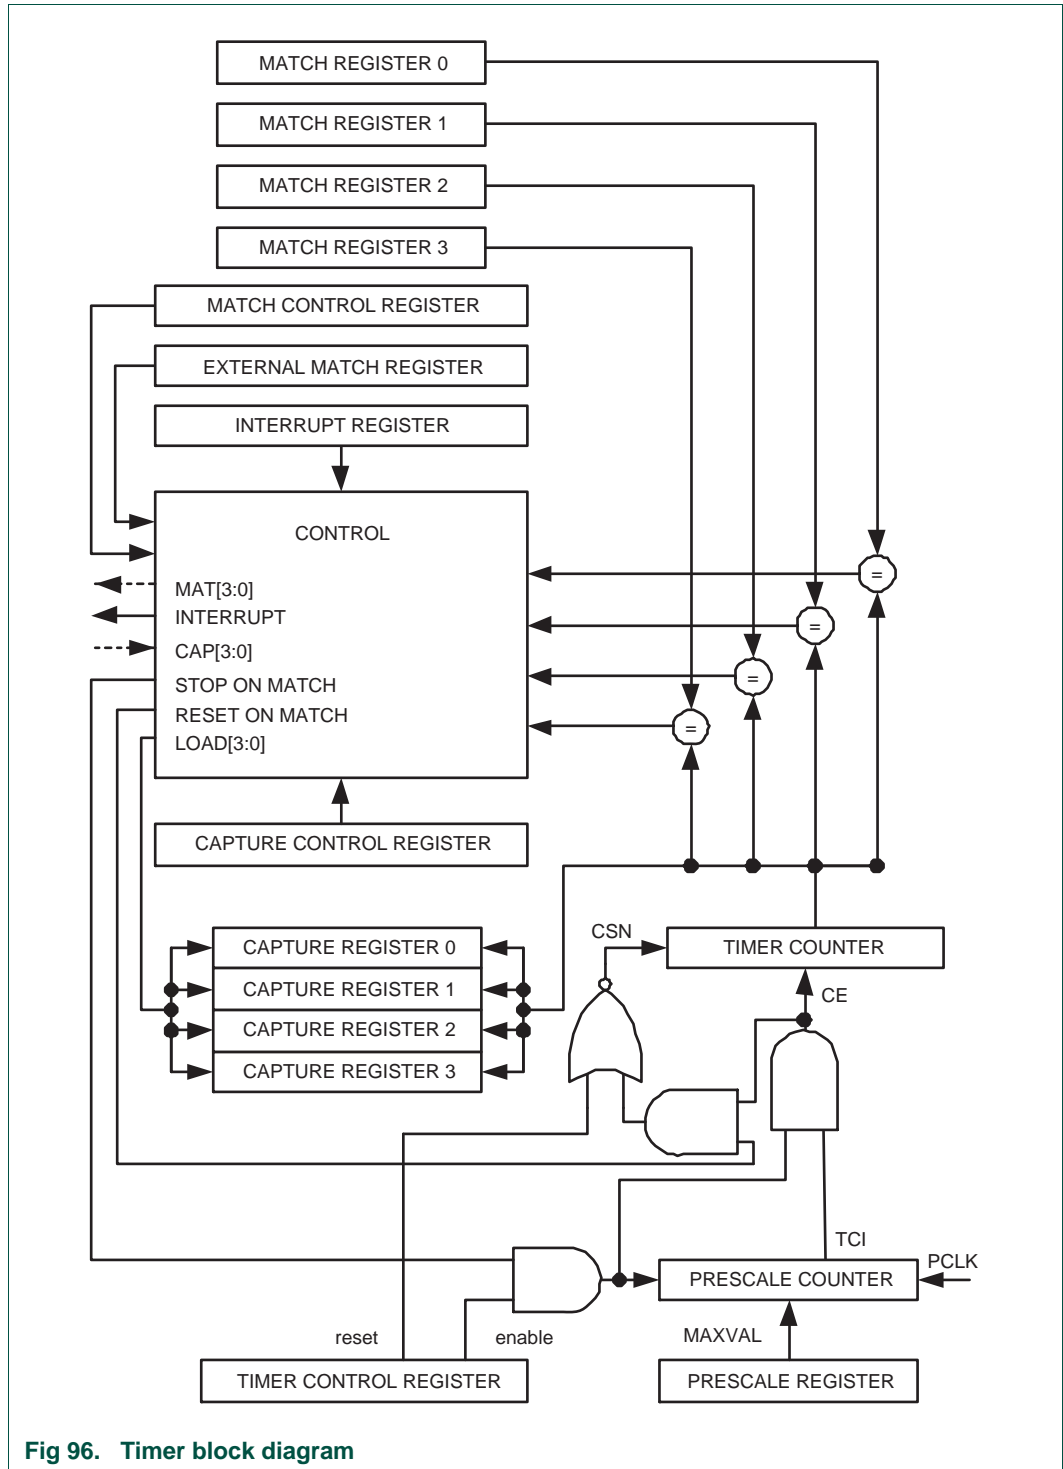 MATCH REGISTER 0
MATCH REGISTER 1
MATCH REGISTER 2
MATCH REGISTER 3
MATCH CONTROL REGISTER
EXTERNAL MATCH REGISTER
INTERRUPT REGISTER
CONTROL
=
=
=
=
MAT[3:0]
INTERRUPT
CAP[3:0]
STOP ON MATCH
RESET ON MATCH
LOAD[3:0]
CAPTURE CONTROL REGISTER
CSN
TIMER COUNTER
CAPTURE REGISTER 0
CAPTURE REGISTER 1
CAPTURE REGISTER 2
CAPTURE REGISTER 3
CE
TCI
PCLK
PRESCALE COUNTER
reset
enable
MAXVAL
TIMER CONTROL REGISTER
PRESCALE REGISTER
Fig 96. Timer block diagram